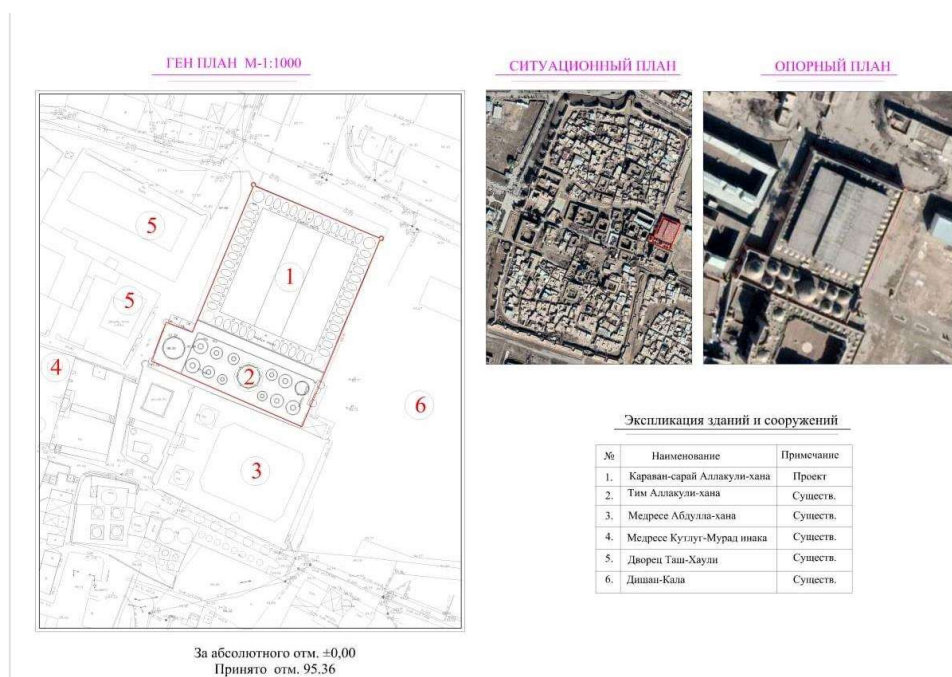 ГЕН ПЛАН М-1:1000
СИТУАЦИОННЫЙ ПЛАН
ОПОРНЫЙ ПЛАН
5
1
5
4
2
6
3
За абсолютного отм. ±0,00
Принято отм. 95.36
Экспликация зданий и сооружений
№ Наименование Примечание
1. Караван-сарай Аллакули-хана Проект
2. Тим Аллакули-хана Существ.
3. Медресе Абдулла-хана Существ.
4. Медресе Кутлуг-Мурад инака Существ.
5. Дворец Таш-Хаули Существ.
6. Дишан-Кала Существ.